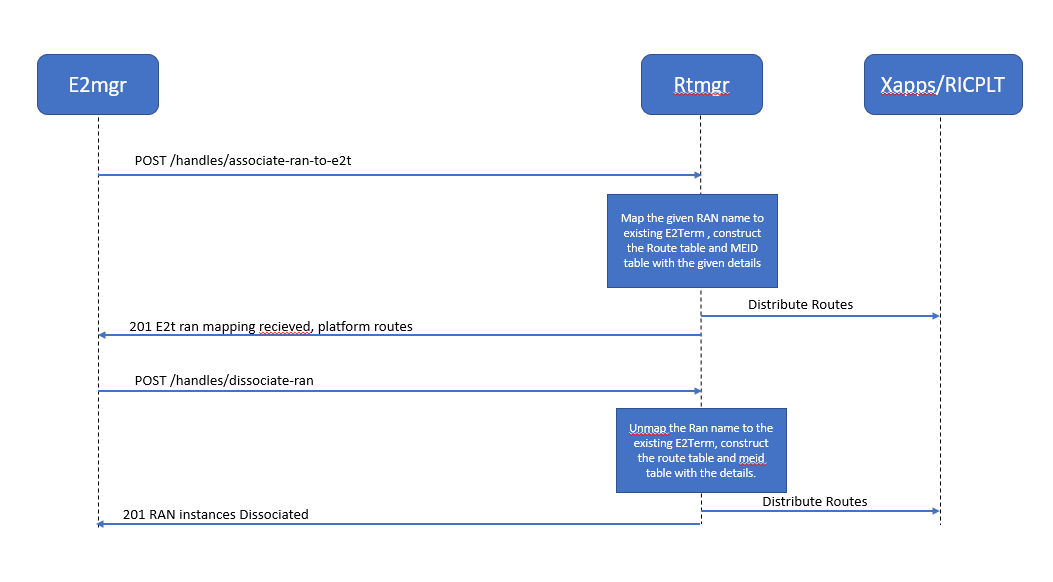 E2mgr
Rtmgr
Xapps/RICPLT
POST /handles/associate-ran-to-e2t
Map the given RAN name to
existing E2Term , construct
the Route table and MEID
table with the given details
Distribute Routes
201 E2t ran mapping recieved, platform routes
POST /handles/dissociate-ran
Unmap the Ran name to the
existing E2Term, construct
the route table and meid
table with the details.
Distribute Routes
201 RAN instances Dissociated